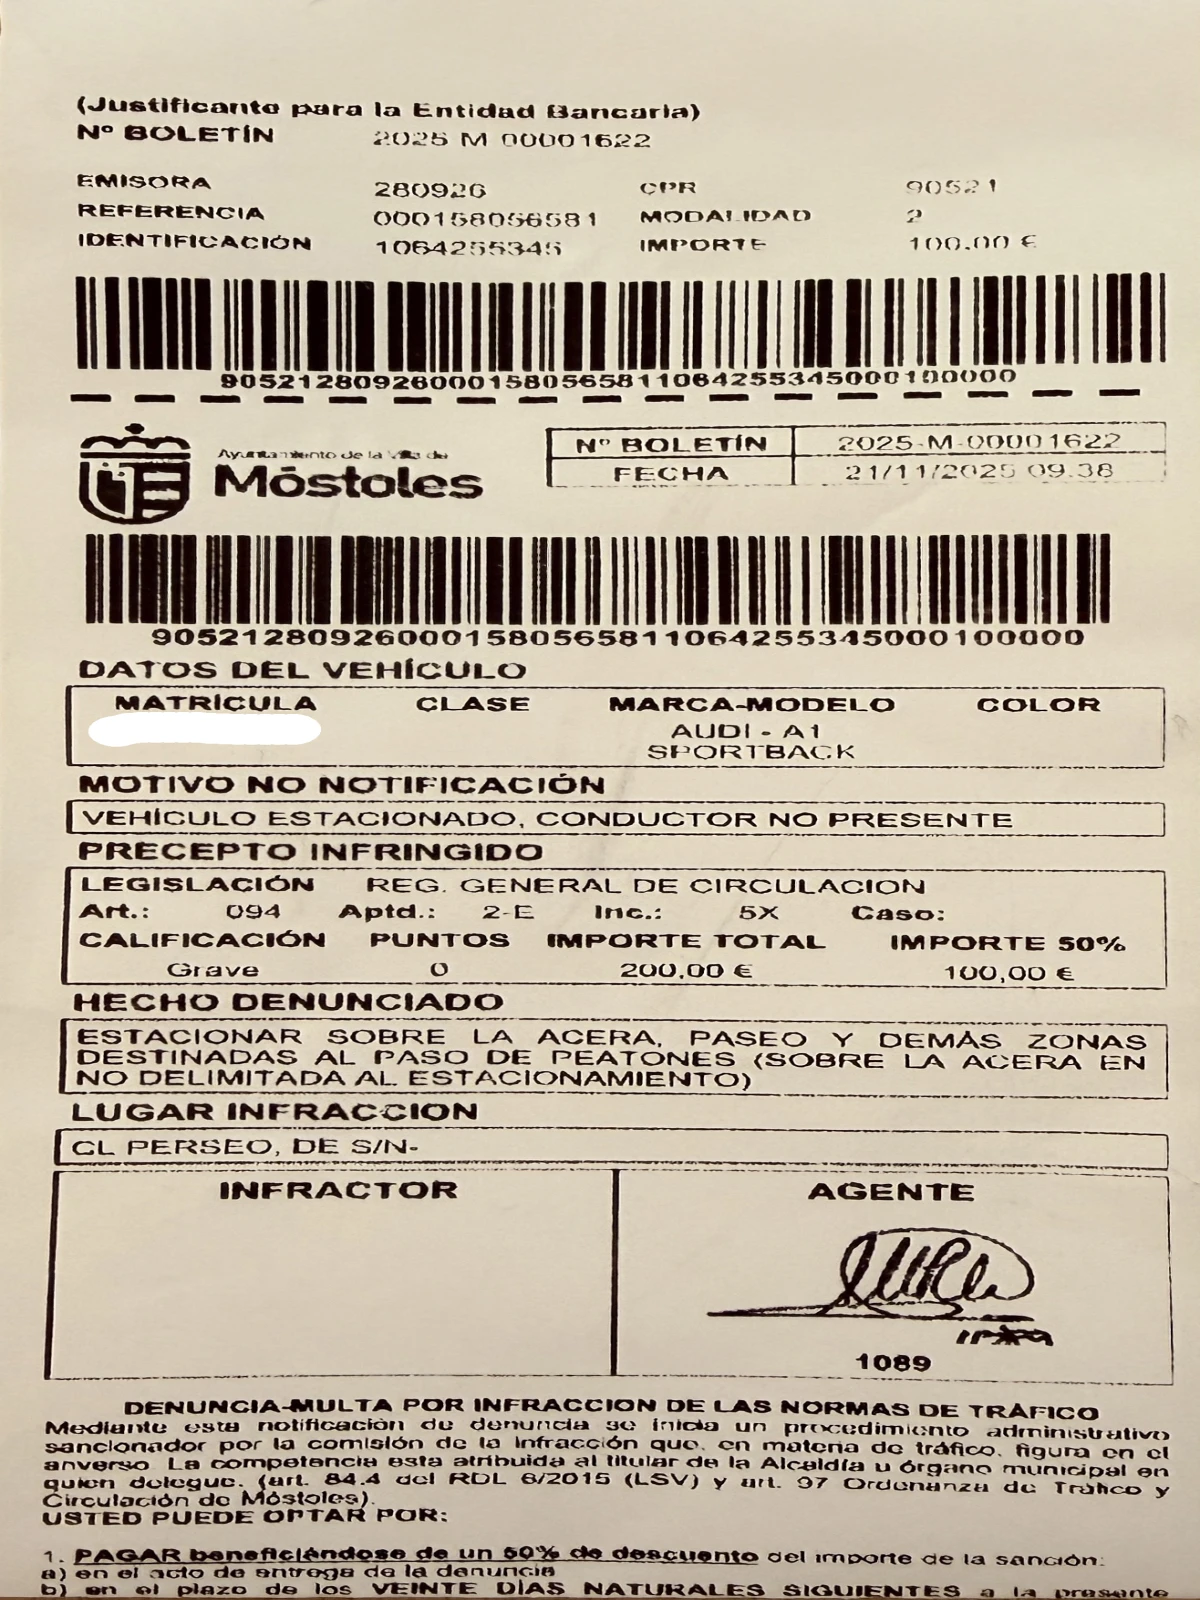 (Justificante para la Entidad Bancaria)
Nº BOLETÍN 2025-M-00001622
EMISORA 280926 CPR 90521
REFERENCIA 000158056581 MODALIDAD 2
IDENTIFICACIÓN 1064255345 IMPORTE 100,00 €
905212809260001580565811064255345000100000
Ayuntamiento de la Villa de
Móstoles
Nº BOLETÍN 2025-M-00001622
FECHA 21/11/2025 09:38
905212809260001580565811064255345000100000
DATOS DEL VEHÍCULO
MATRÍCULA CLASE MARCA-MODELO COLOR
AUDI - A1
SPORTBACK
MOTIVO NO NOTIFICACIÓN
VEHÍCULO ESTACIONADO, CONDUCTOR NO PRESENTE
PRECEPTO INFRINGIDO
LEGISLACIÓN REG. GENERAL DE CIRCULACION
Art.: 094 Aptd.: 2-E Inc.: 5X Caso:
CALIFICACIÓN PUNTOS IMPORTE TOTAL IMPORTE 50%
Grave 0 200,00 € 100,00 €
HECHO DENUNCIADO
ESTACIONAR SOBRE LA ACERA, PASEO Y DEMÁS ZONAS
DESTINADAS AL PASO DE PEATONES (SOBRE LA ACERA EN
NO DELIMITADA AL ESTACIONAMIENTO)
LUGAR INFRACCION
CL PERSEO, DE S/N-
INFRACTOR AGENTE
1089
DENUNCIA-MULTA POR INFRACCION DE LAS NORMAS DE TRÁFICO
Mediante esta notificación de denuncia se inicia un procedimiento administrativo
sancionador por la comisión de la infracción que, en materia de tráfico, figura en el
anverso. La competencia esta atribuida al titular de la Alcaldía u órgano municipal en
quien delegue. (art. 84.4 del RDL 6/2015 (LSV) y art. 97 Ordenanza de Tráfico y
Circulación de Móstoles).
USTED PUEDE OPTAR POR:
1. PAGAR beneficiándose de un 50% de descuento del importe de la sanción:
a) en el acto de entrega de la denuncia
b) en el plazo de los VEINTE DÍAS NATURALES SIGUIENTES a la presente